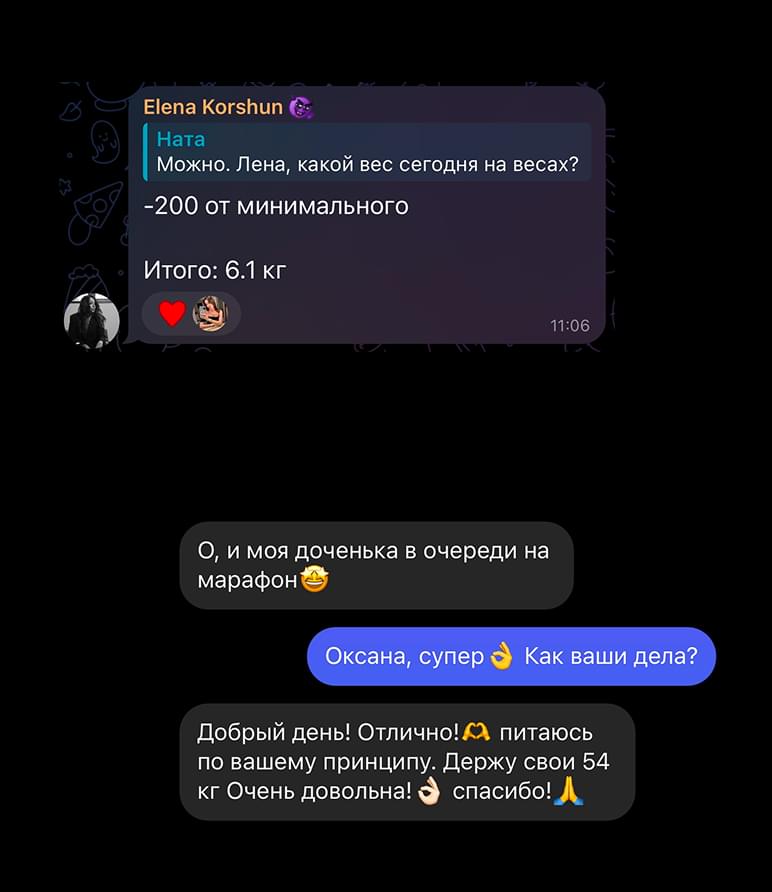 Elena Korshun 😈
Ната
Можно. Лена, какой вес сегодня на весах?
-200 от минимального
Итого: 6.1 кг
11:06
О, и моя доченька в очереди на
марафон🤩
Оксана, супер👌 Как ваши дела?
Добрый день! Отлично!🫶 питаюсь
по вашему принципу. Держу свои 54
кг Очень довольна!👌🏻 спасибо!🙏